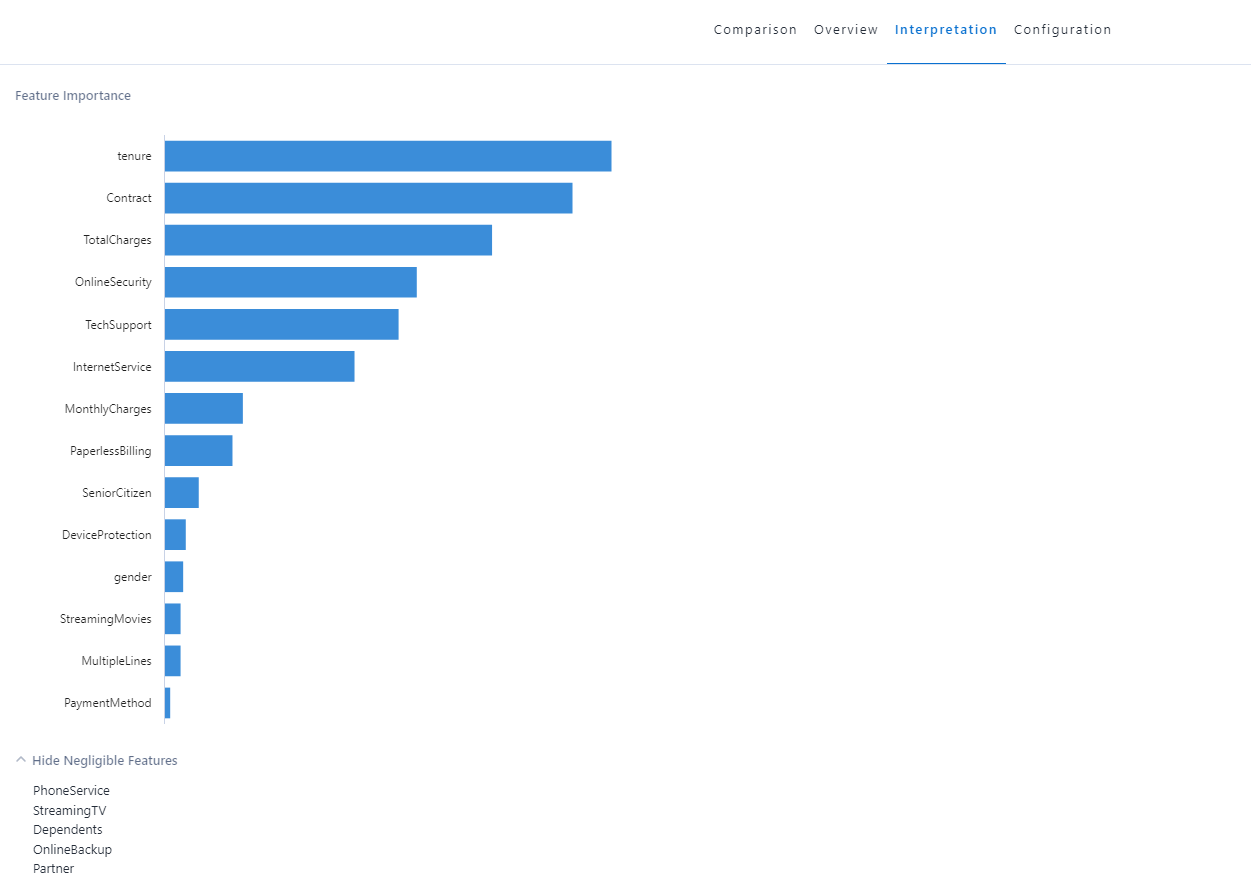 Comparison Overview Interpretation Configuration
Feature Importance
tenure
Contract
TotalCharges
OnlineSecurity
TechSupport
InternetService
MonthlyCharges
PaperlessBilling
SeniorCitizen
DeviceProtection
gender
StreamingMovies
MultipleLines
PaymentMethod
Hide Negligible Features
PhoneService
StreamingTV
Dependents
OnlineBackup
Partner